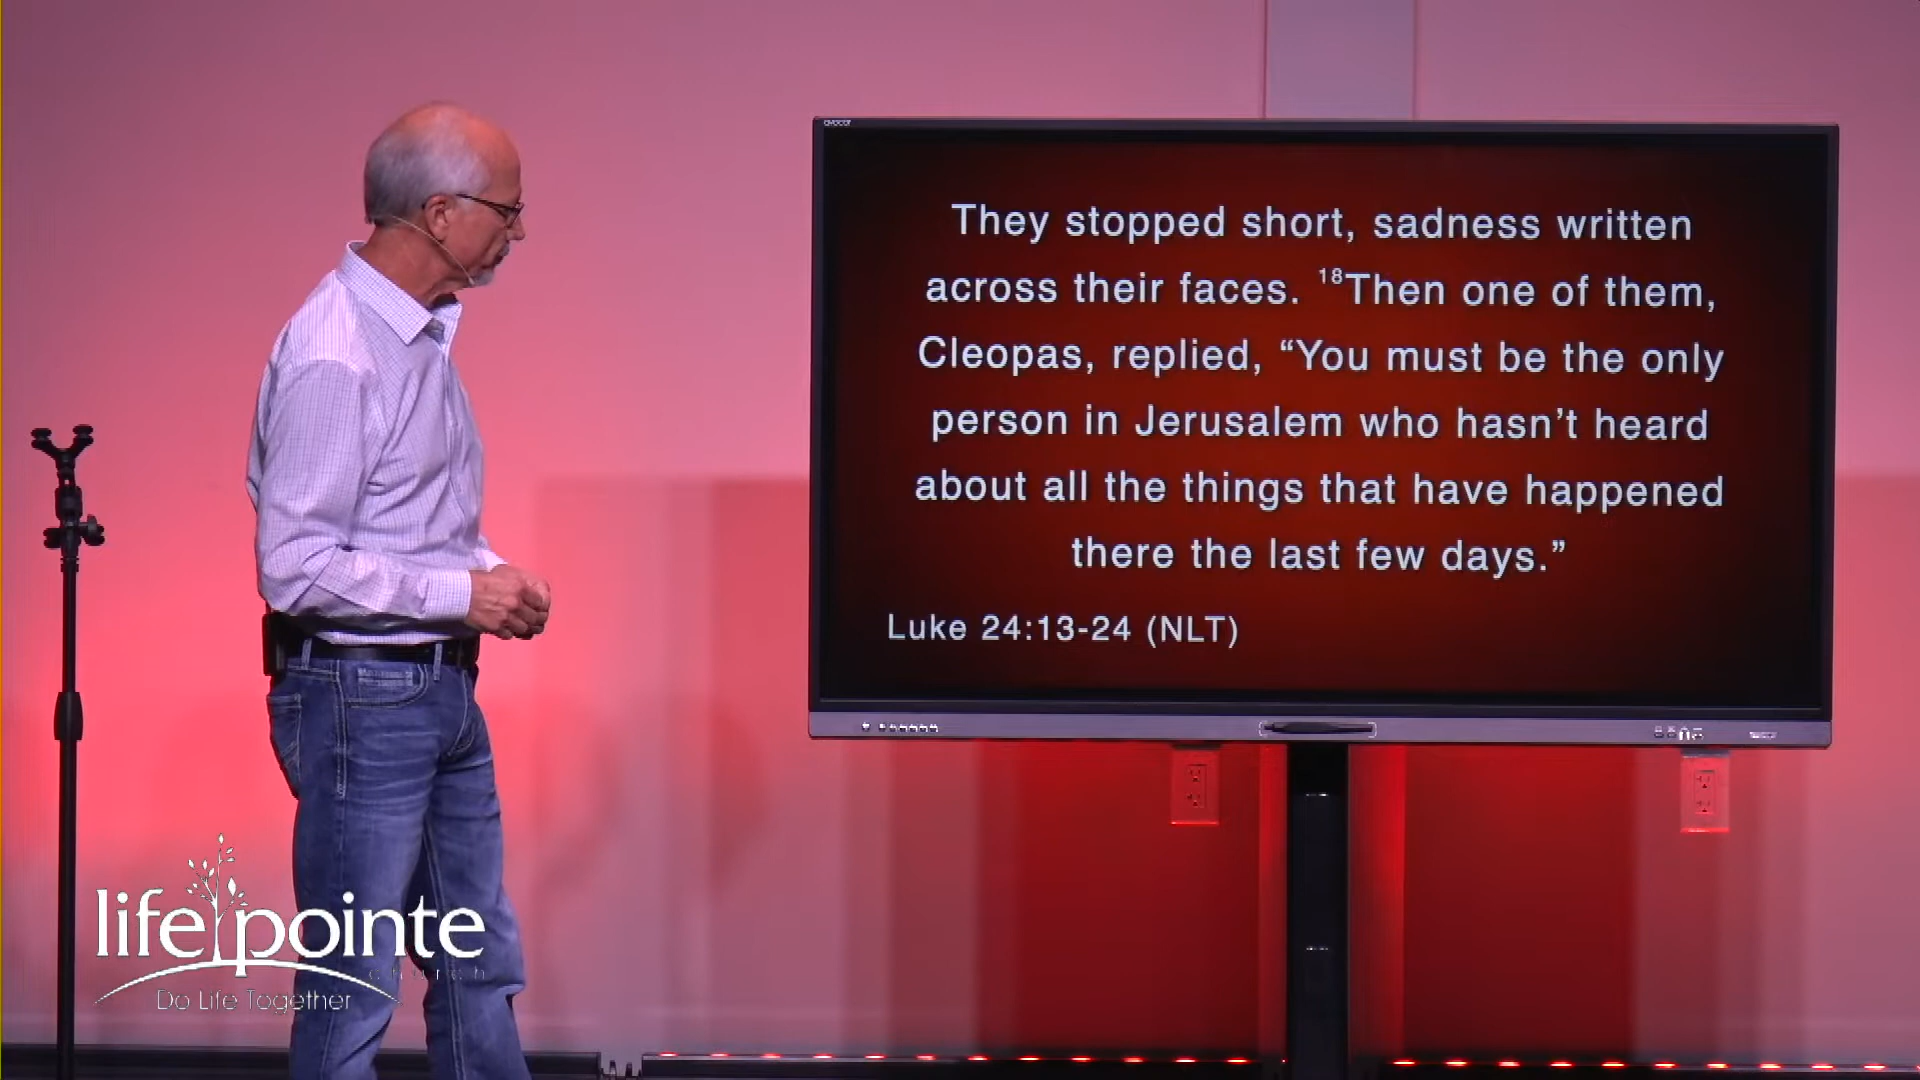 avocor
They stopped short, sadness written
across their faces. ¹⁸Then one of them,
Cleopas, replied, “You must be the only
person in Jerusalem who hasn’t heard
about all the things that have happened
there the last few days.”
Luke 24:13-24 (NLT)
life pointe
church
Do Life Together